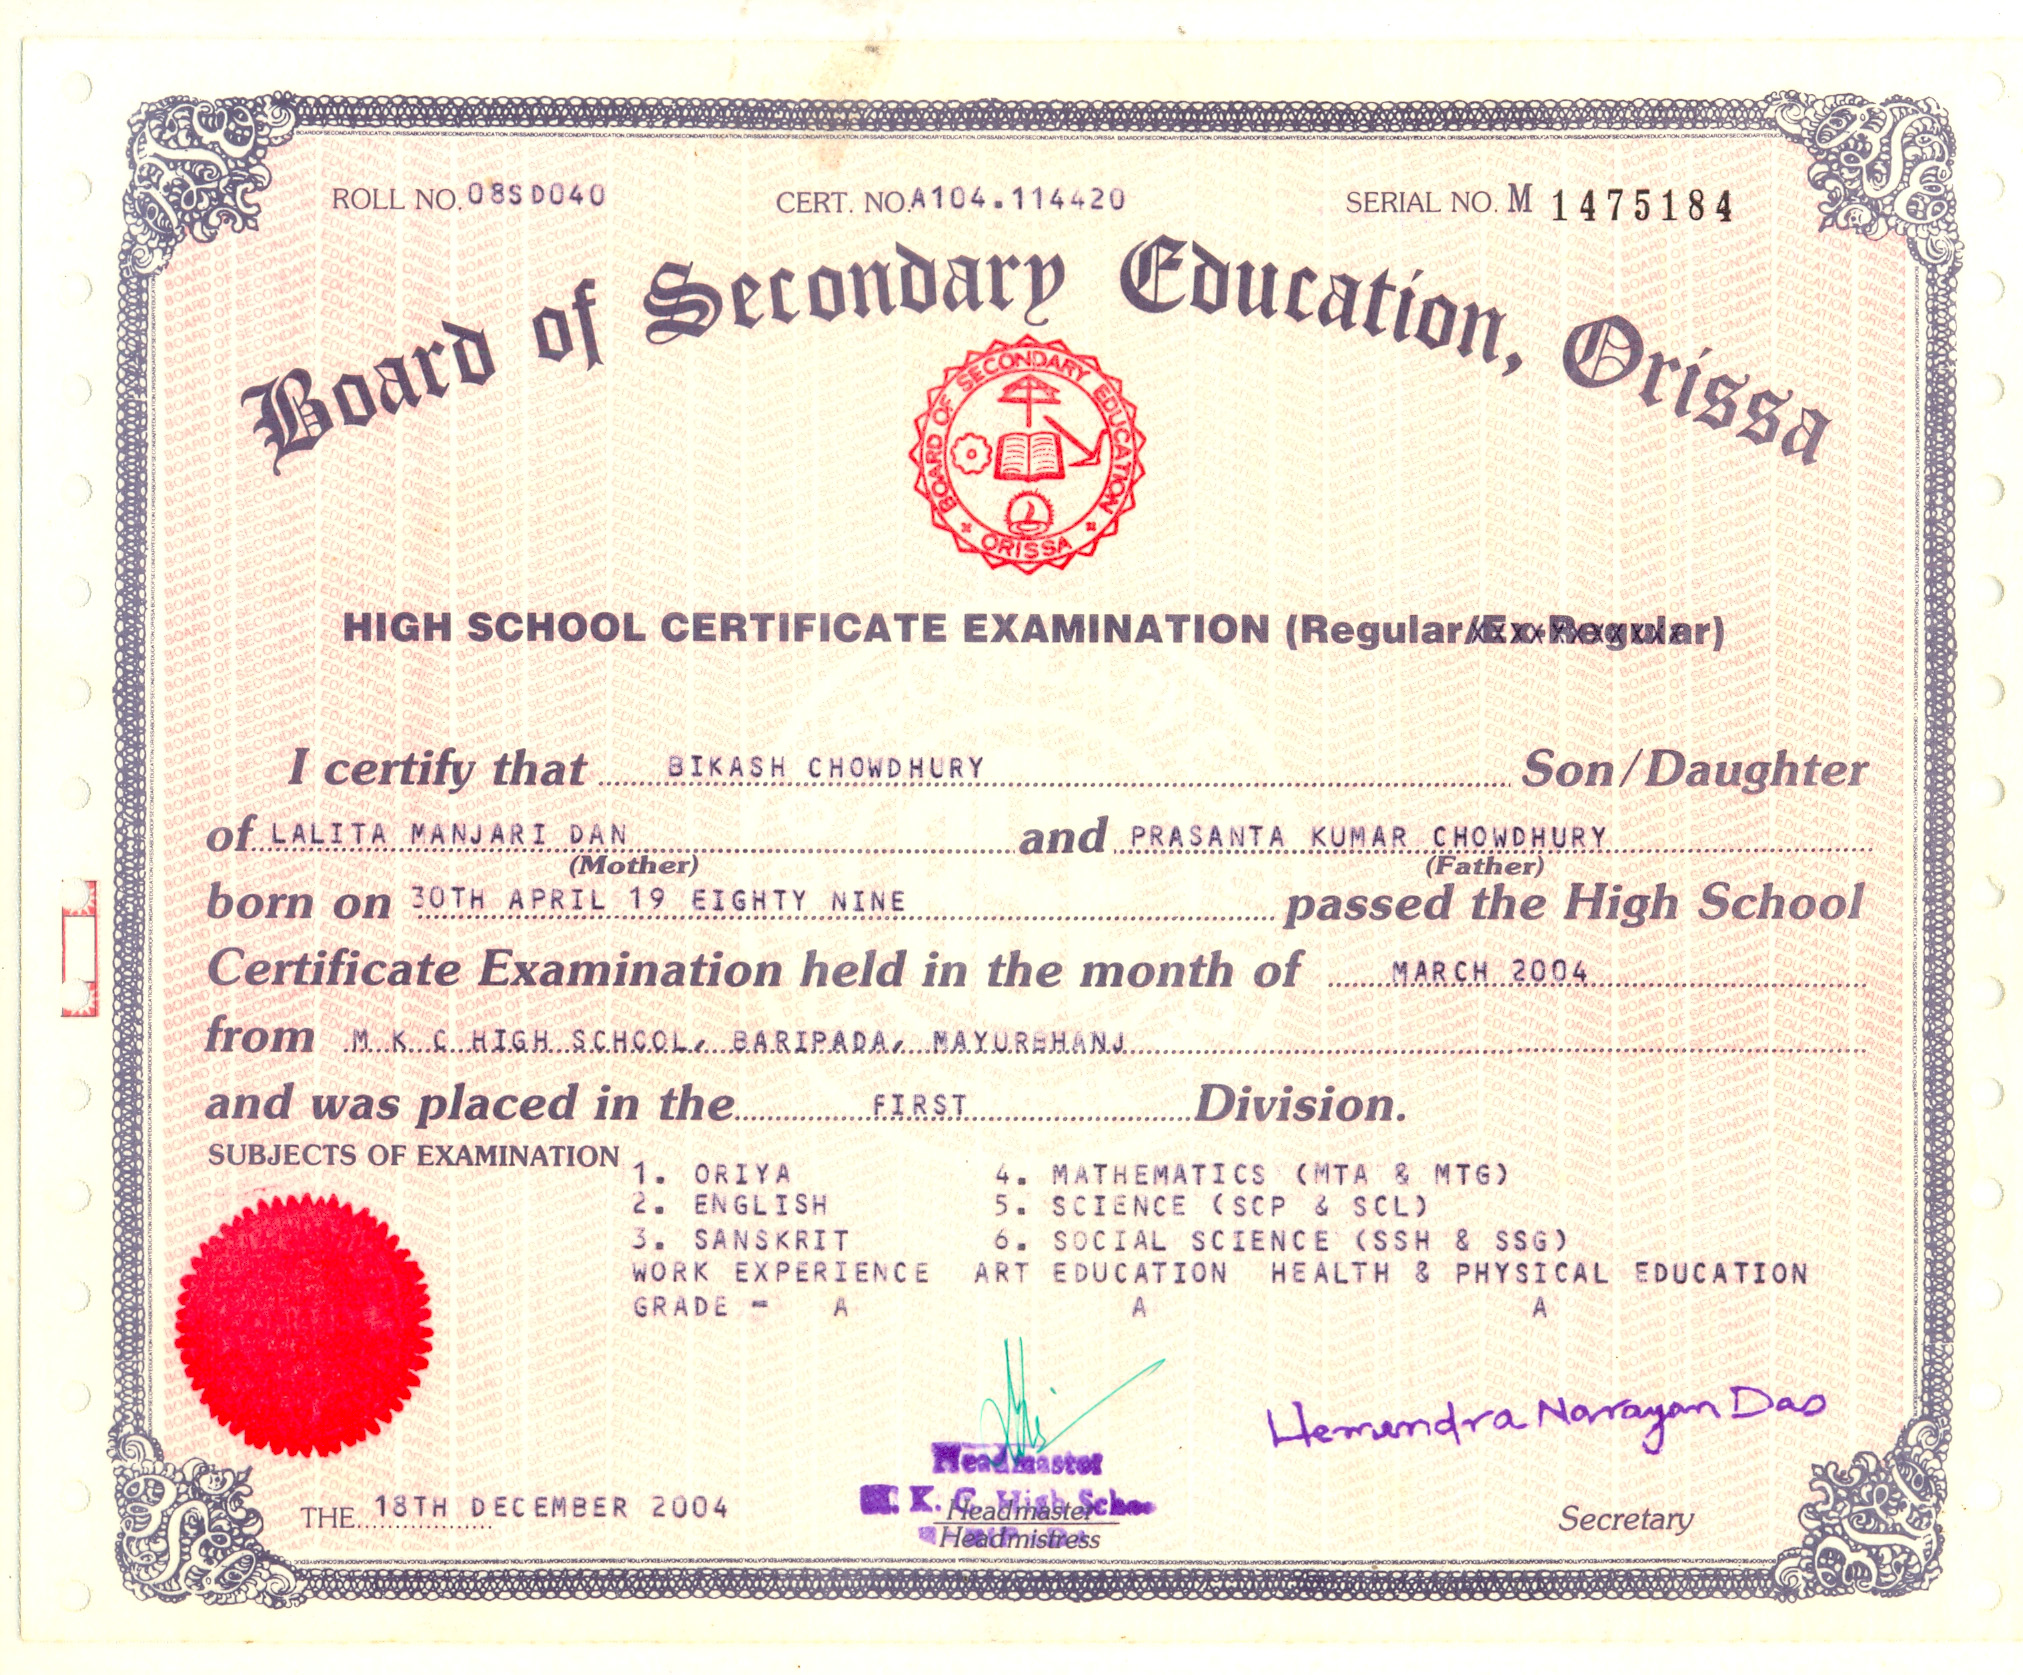 ROLL NO. 08SD040 CERT. NO. A104.114420 SERIAL NO. M 1475184
Board of Secondary Education, Orissa
BOARD OF SECONDARY EDUCATION
ORISSA
HIGH SCHOOL CERTIFICATE EXAMINATION (Regular/Ex-Regular)
I certify that BIKASH CHOWDHURY Son/Daughter
of LALITA MANJARI DAN and PRASANTA KUMAR CHOWDHURY
(Mother) (Father)
born on 30TH APRIL 19 EIGHTY NINE passed the High School
Certificate Examination held in the month of MARCH 2004
from M K C HIGH SCHOOL, BARIPADA, MAYURBHANJ
and was placed in the FIRST Division.
SUBJECTS OF EXAMINATION
1. ORIYA 4. MATHEMATICS (MTA & MTG)
2. ENGLISH 5. SCIENCE (SCP & SCL)
3. SANSKRIT 6. SOCIAL SCIENCE (SSH & SSG)
WORK EXPERIENCE ART EDUCATION HEALTH & PHYSICAL EDUCATION
GRADE - A A A
Hemendra Narayan Das
Headmaster
K. C. High Schoo
THE 18TH DECEMBER 2004 Headmaster Secretary
Headmistress